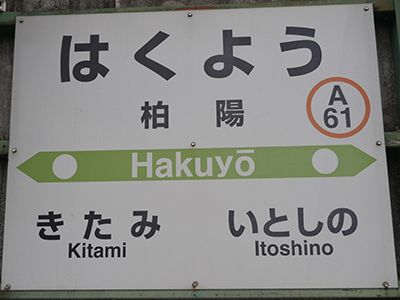 はくよう
柏陽
A
61
Hakuyō
きたみ いとしの
Kitami Itoshino